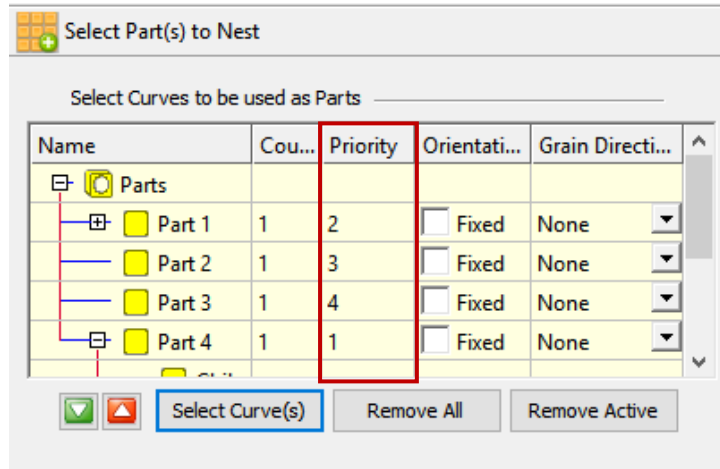 Select Part(s) to Nest
Select Curves to be used as Parts
Name Cou... Priority Orientati... Grain Directi...
Parts
Part 1 1 2 Fixed None
Part 2 1 3 Fixed None
Part 3 1 4 Fixed None
Part 4 1 1 Fixed None
Select Curve(s) Remove All Remove Active